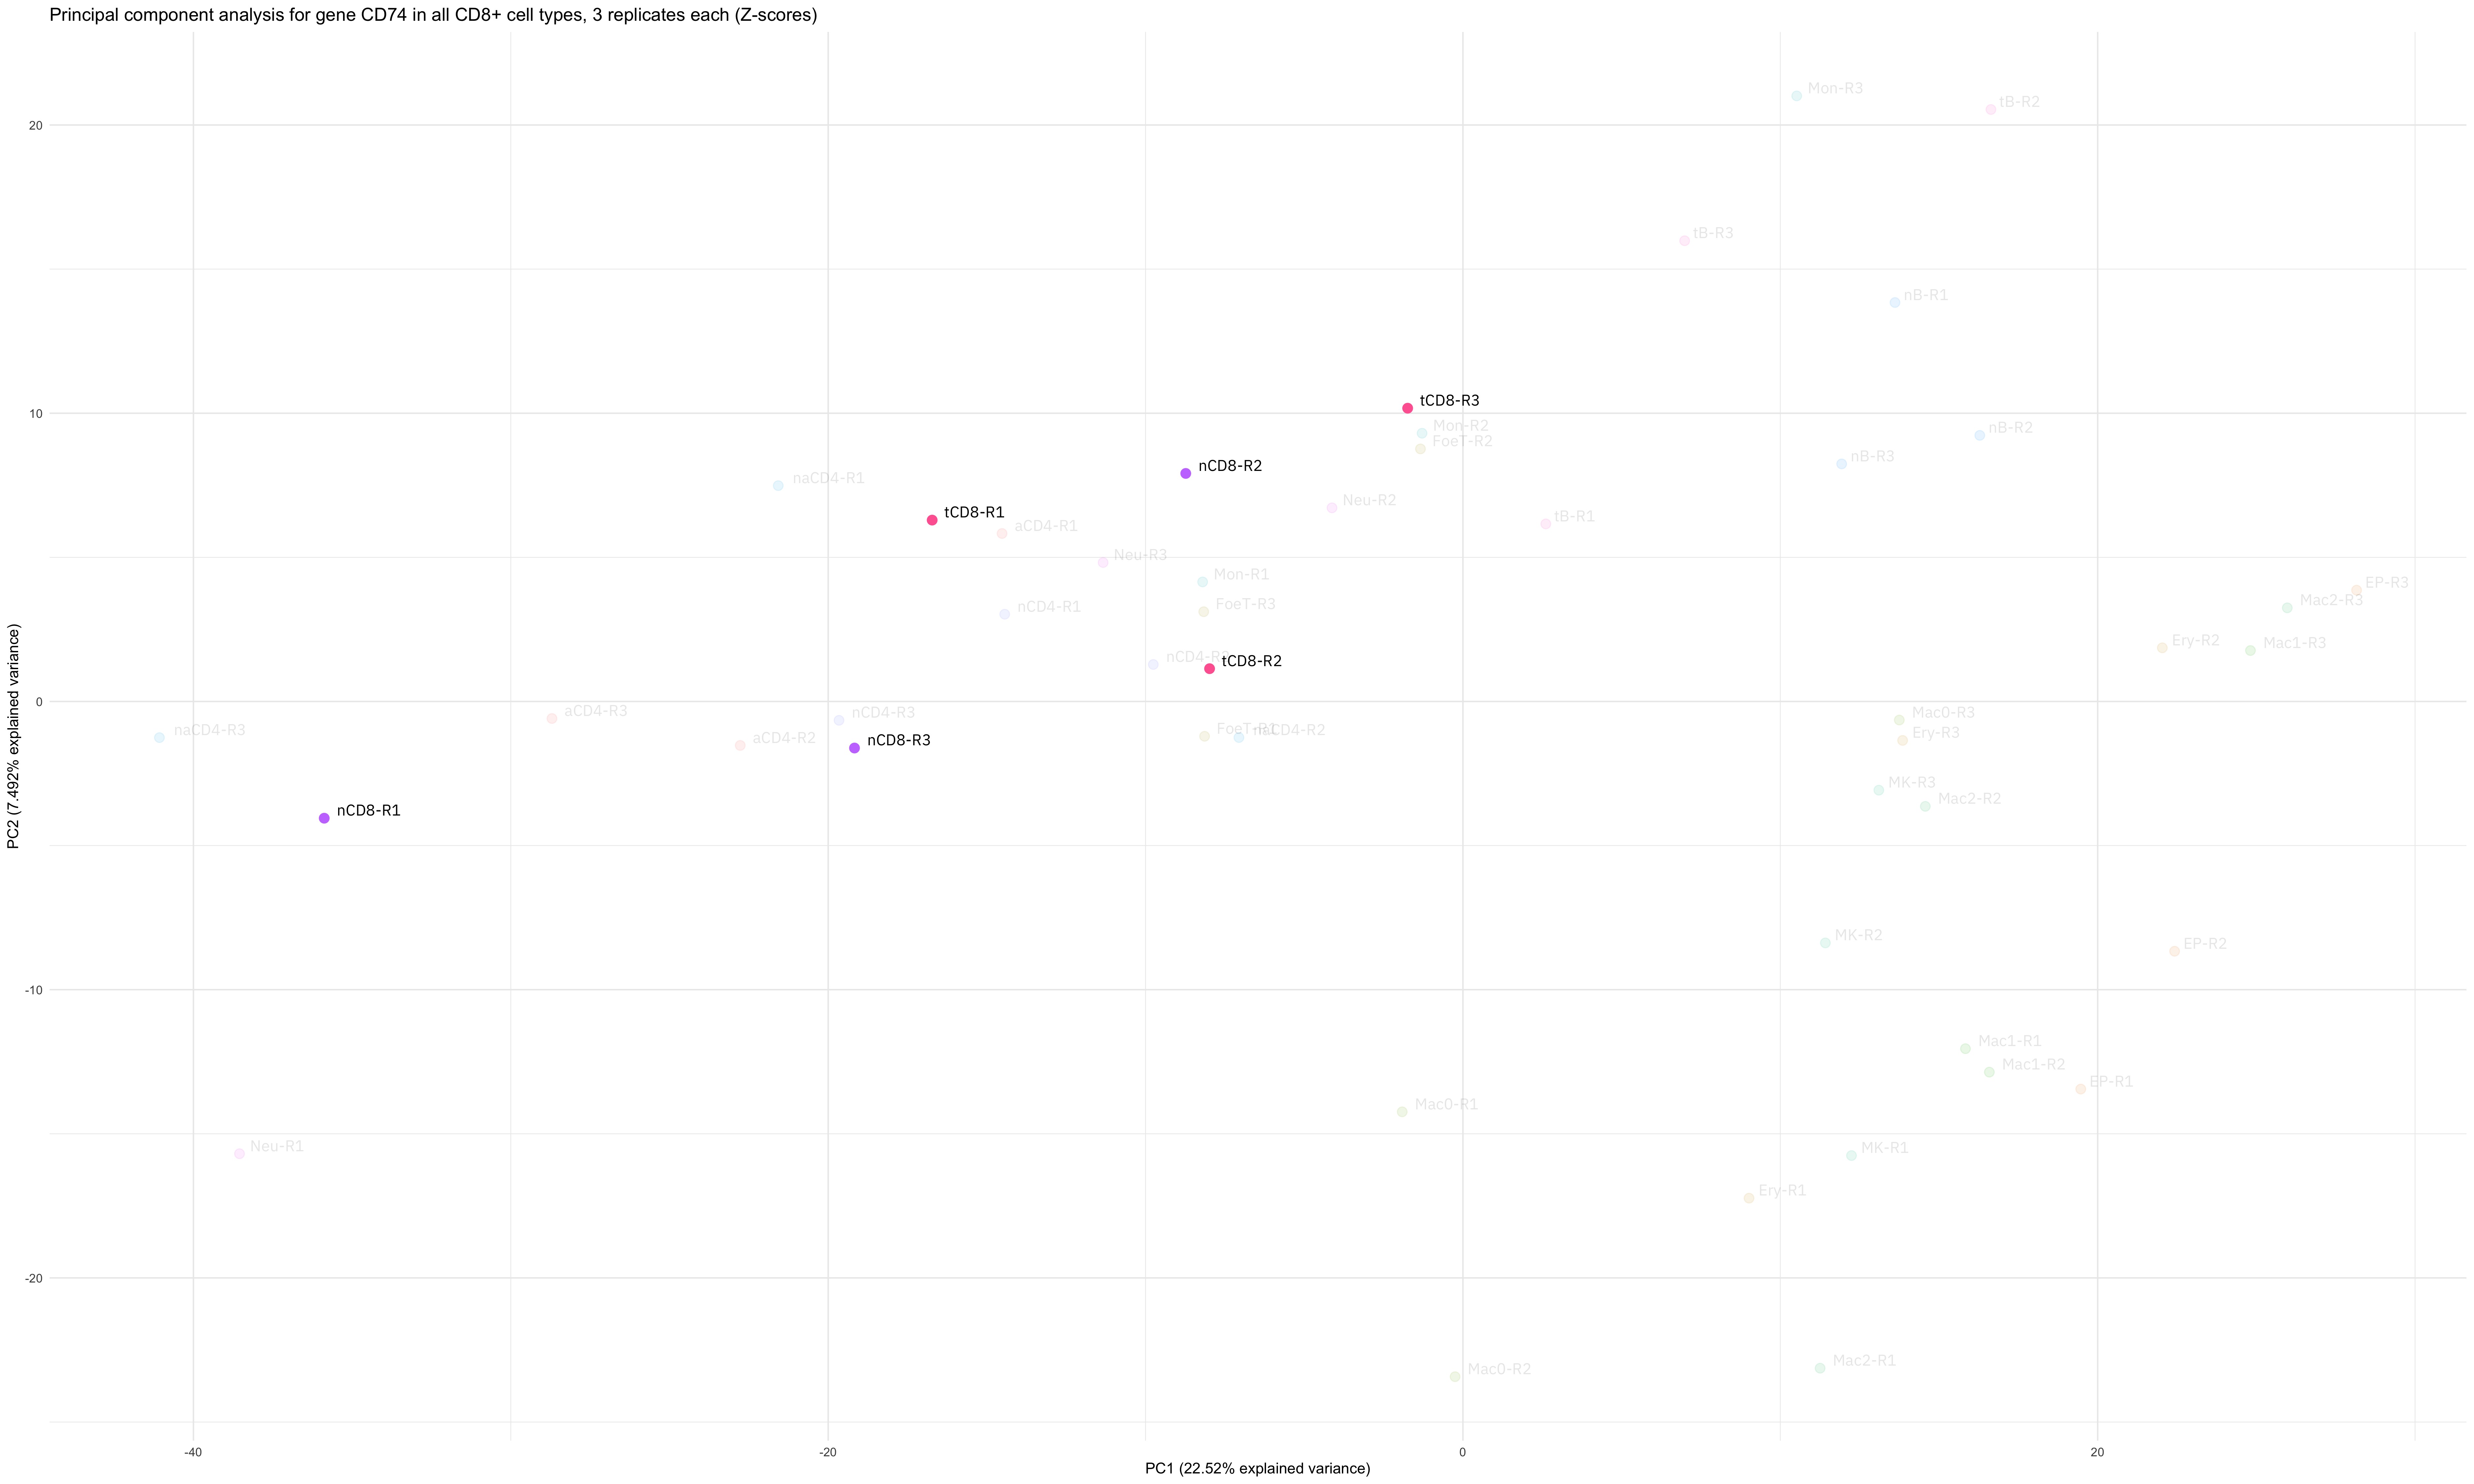 Principal component analysis for gene CD74 in all CD8+ cell types, 3 replicates each (Z-scores)
Mon-R3
tB-R2
20
tB-R3
nB-R1
tCD8-R3
10
Mon-R2
nB-R2
FoeT-R2
nB-R3
nCD8-R2
naCD4-R1
Neu-R2
tCD8-R1
tB-R1
aCD4-R1
Neu-R3
Mon-R1
EP-R3
Mac2-R3
FoeT-R3
nCD4-R1
Ery-R2
Mac1-R3
nCD4-R2
tCD8-R2
0
aCD4-R3
nCD4-R3
Mac0-R3
naCD4-R3
FoeT-R1
naCD4-R2
Ery-R3
aCD4-R2
nCD8-R3
MK-R3
Mac2-R2
nCD8-R1
PC2 (7.492% explained variance)
MK-R2
EP-R2
-10
Mac1-R1
Mac1-R2
EP-R1
Mac0-R1
Neu-R1
MK-R1
Ery-R1
-20
Mac2-R1
Mac0-R2
-40
-20
0
20
PC1 (22.52% explained variance)